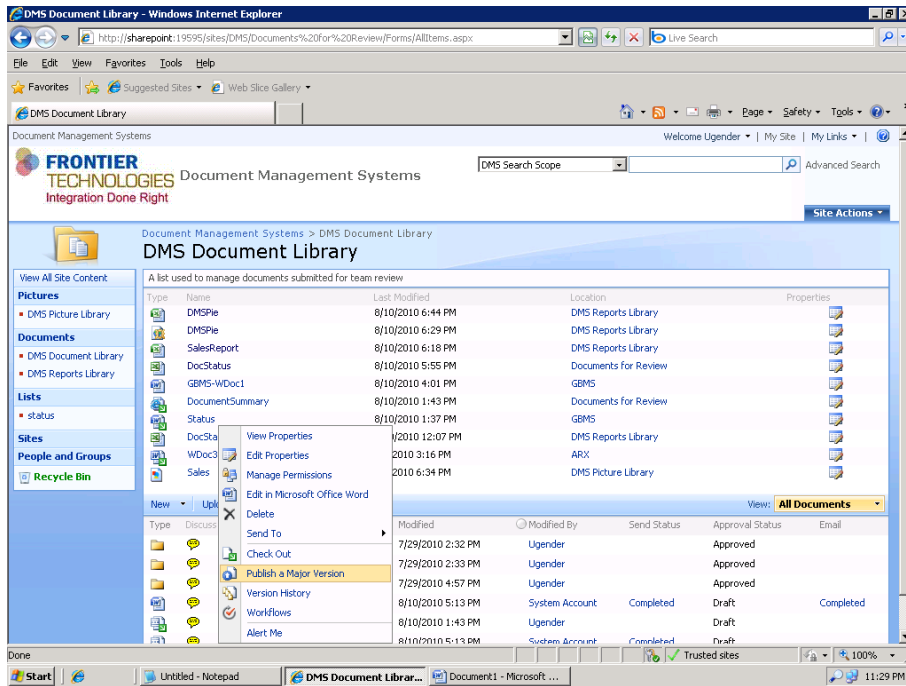 DMS Document Library - Windows Internet Explorer
http://sharepoint:19595/sites/DMS/Documents%20for%20Review/Forms/AllItems.aspx
Live Search
File Edit View Favorites Tools Help
Favorites Suggested Sites Web Slice Gallery
DMS Document Library Page Safety Tools
Document Management Systems Welcome Ugender My Site | My Links |
FRONTIER
TECHNOLOGIES
Integration Done Right
Document Management Systems
DMS Search Scope Advanced Search
Site Actions
Document Management Systems > DMS Document Library
DMS Document Library
View All Site Content
Pictures
DMS Picture Library
Documents
DMS Document Library
DMS Reports Library
Lists
status
Sites
People and Groups
Recycle Bin
A list used to manage documents submitted for team review
Type Name Last Modified Location Properties
DMSPie 8/10/2010 6:44 PM DMS Reports Library
DMSPie 8/10/2010 6:29 PM DMS Reports Library
SalesReport 8/10/2010 6:18 PM DMS Reports Library
DocStatus 8/10/2010 5:55 PM Documents for Review
GBMS-WDoc1 8/10/2010 4:01 PM GBMS
DocumentSummary 8/10/2010 1:43 PM Documents for Review
Status 8/10/2010 1:37 PM GBMS
DocSta /2010 12:07 PM DMS Reports Library
WDoc3 2010 3:16 PM ARX
Sales 2010 6:34 PM DMS Picture Library
View Properties
Edit Properties
Manage Permissions
Edit in Microsoft Office Word
Delete
Send To
Check Out
Publish a Major Version
Version History
Workflows
Alert Me
New Uplo View: All Documents
Type Discuss Modified Modified By Send Status Approval Status Email
7/29/2010 2:32 PM Ugender Approved
7/29/2010 2:33 PM Ugender Approved
7/29/2010 4:57 PM Ugender Approved
8/10/2010 5:13 PM System Account Completed Draft Completed
8/10/2010 1:43 PM Ugender Draft
8/10/2010 5:13 PM System Account Completed Draft
Done Trusted sites 100%
Start Untitled - Notepad DMS Document Librar... Document1 - Microsoft ... 11:29 PM